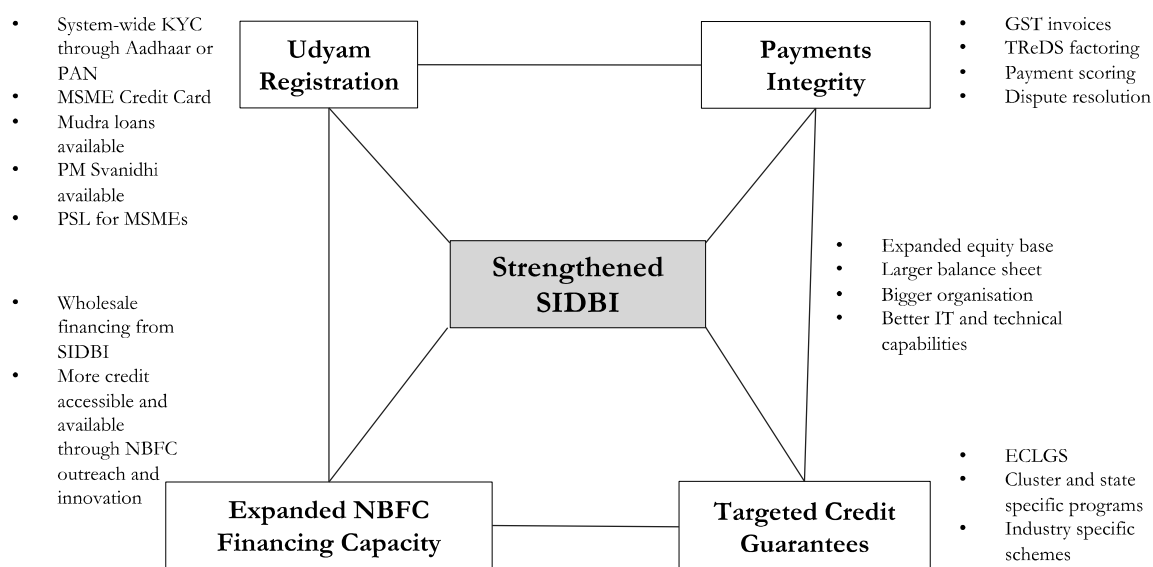 • System-wide KYC
through Aadhaar or
PAN
• MSME Credit Card
• Mudra loans
available
• PM Svanidhi
available
• PSL for MSMEs
Udyam
Registration
Payments
Integrity
• GST invoices
• TReDS factoring
• Payment scoring
• Dispute resolution
Strengthened
SIDBI
• Expanded equity base
• Larger balance sheet
• Bigger organisation
• Better IT and technical
capabilities
• Wholesale
financing from
SIDBI
• More credit
accessible and
available
through NBFC
outreach and
innovation
Expanded NBFC
Financing Capacity
Targeted Credit
Guarantees
• ECLGS
• Cluster and state
specific programs
• Industry specific
schemes